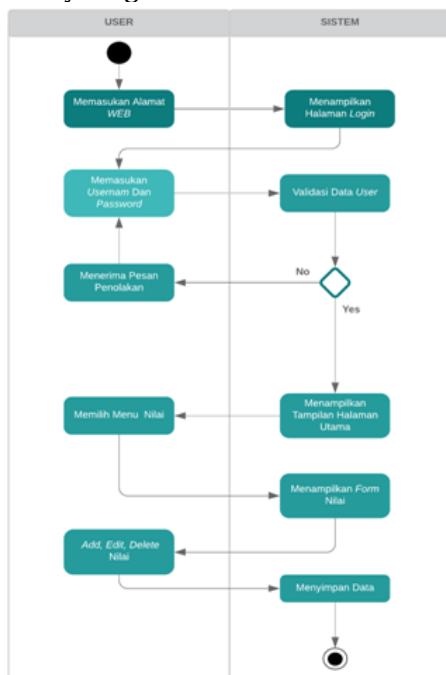 USER
SISTEM
Memasukan Alamat
WEB
Menampilkan
Halaman Login
Memasukan
Usernam Dan
Password
Validasi Data User
No
Menerima Pesan
Penolakan
Yes
Menampilkan
Tampilan Halaman
Utama
Memilih Menu Nilai
Menampilkan Form
Nilai
Add, Edit, Delete
Nilai
Menyimpan Data